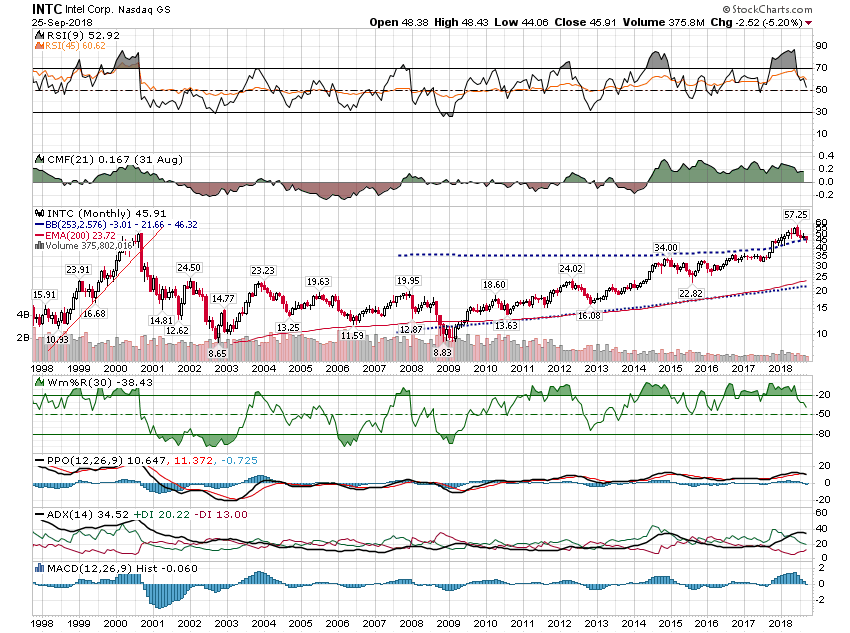 INTC Intel Corp. Nasdaq GS
© StockCharts.com
25-Sep-2018
Open 48.38 High 48.43 Low 44.06 Close 45.91 Volume 375.8M Chg -2.52 (-5.20%)
RSI(9) 52.92
RSI(45) 60.62
90
70
50
30
10
CMF(21) 0.167 (31 Aug)
0.4
0.2
0.0
-0.2
INTC (Monthly) 45.91
BB(253,2.576) -3.01 - 21.66 - 46.32
EMA(200) 23.72
Volume 375,802,016
57.25
34.00
23.91
24.50
23.23
24.02
19.63
19.95
18.60
15.91
14.77
22.82
16.68
14.81
12.62
13.25
11.59
12.87
13.63
16.08
10.93
8.65
8.83
60
50
45
40
35
30
25
20
15
10
4B
2B
1998 1999 2000 2001 2002 2003 2004 2005 2006 2007 2008 2009 2010 2011 2012 2013 2014 2015 2016 2017 2018
Wm%R(30) -38.43
-20
-50
-80
PPO(12,26,9) 10.647, 11.372, -0.725
20
0
-20
ADX(14) 34.52 +DI 20.22 -DI 13.00
60
40
20
0
MACD(12,26,9) Hist -0.060
2
0
-2
1998 1999 2000 2001 2002 2003 2004 2005 2006 2007 2008 2009 2010 2011 2012 2013 2014 2015 2016 2017 2018